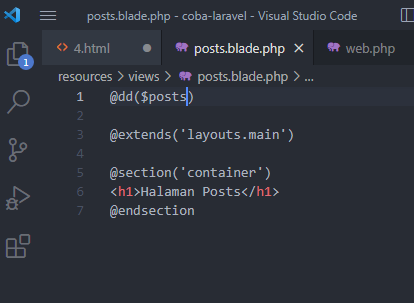 posts.blade.php - coba-laravel - Visual Studio Code
4.html posts.blade.php web.php
resources > views > posts.blade.php > ...
1 @dd($posts)
2
3 @extends('layouts.main')
4
5 @section('container')
6 <h1>Halaman Posts</h1>
7 @endsection
1